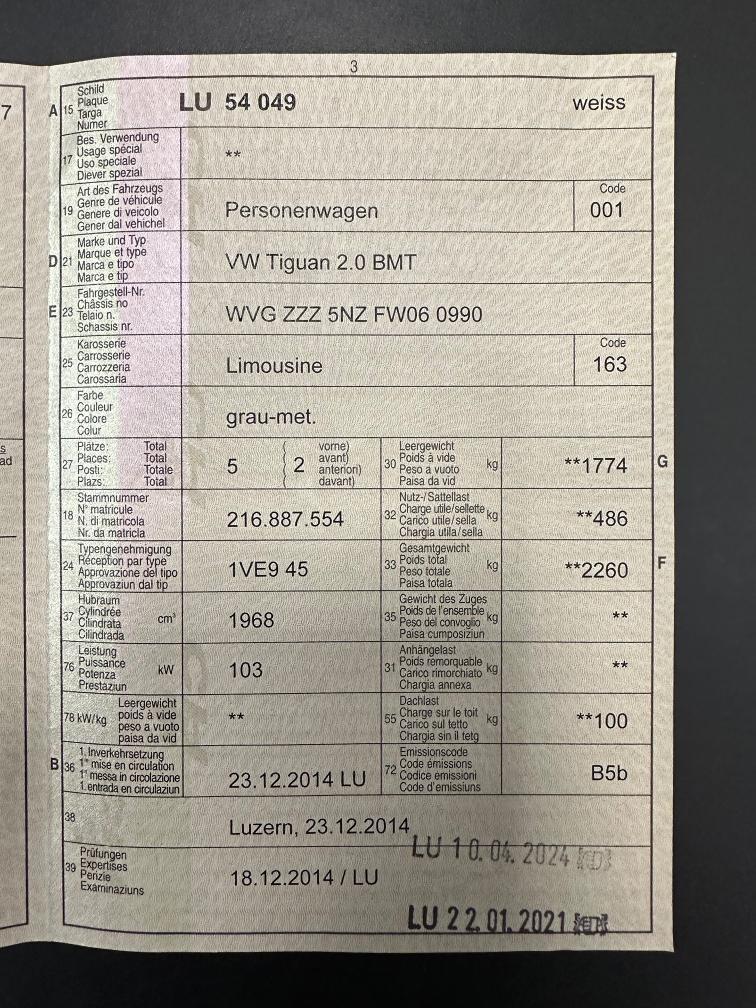 3
7
A 15 Schild
Plaque
Targa
Numer
LU 54 049 weiss
17 Bes. Verwendung
Usage spécial
Uso speciale
Diever spezial
**
19 Art des Fahrzeugs
Genre de véhicule
Genere di veicolo
Gener dal vehichel
Personenwagen
Code
001
D 21 Marke und Typ
Marque et type
Marca e tipo
Marca e tip
VW Tiguan 2.0 BMT
E 23 Fahrgestell-Nr.
Châssis no
Telaio n.
Schassis nr.
WVG ZZZ 5NZ FW06 0990
25 Karosserie
Carrosserie
Carrozzeria
Carossaria
Limousine
Code
163
26 Farbe
Couleur
Colore
Colur
grau-met.
s
ad
27 Plätze: Total
Places: Total
Posti: Totale
Plazs: Total
5 ( 2 vorne)
avant)
anteriori)
davant)
30 Leergewicht
Poids à vide
Peso a vuoto
Paisa da vid
kg
**1774 G
18 Stammnummer
N° matricule
N. di matricola
Nr. da matricla
216.887.554
32 Nutz-/Sattellast
Charge utile/sellette
Carico utile/sella
Chargia utila/sella
kg
**486
24 Typengenehmigung
Réception par type
Approvazione del tipo
Approvaziun dal tip
1VE9 45
33 Gesamtgewicht
Poids total
Peso totale
Paisa totala
kg
**2260 F
37 Hubraum
Cylindrée
Cilindrata
Cilindrada
cm³
1968
35 Gewicht des Zuges
Poids de l'ensemble
Peso del convoglio
Paisa cumposiziun
kg
**
76 Leistung
Puissance
Potenza
Prestaziun
kW
103
31 Anhängelast
Poids remorquable
Carico rimorchiato
Chargia annexa
kg
**
78 kW/kg Leergewicht
poids à vide
peso a vuoto
paisa da vid
**
55 Dachlast
Charge sur le toit
Carico sul tetto
Chargia sin il tetg
kg
**100
B 36 1. Inverkehrsetzung
1re mise en circulation
1a messa in circolazione
1. entrada en circulaziun
23.12.2014 LU
72 Emissionscode
Code émissions
Codice emissioni
Code d'emissiuns
B5b
38
Luzern, 23.12.2014
LU 10.04.2024
39 Prüfungen
Expertises
Perizie
Examinaziuns
18.12.2014 / LU
LU 22.01.2021